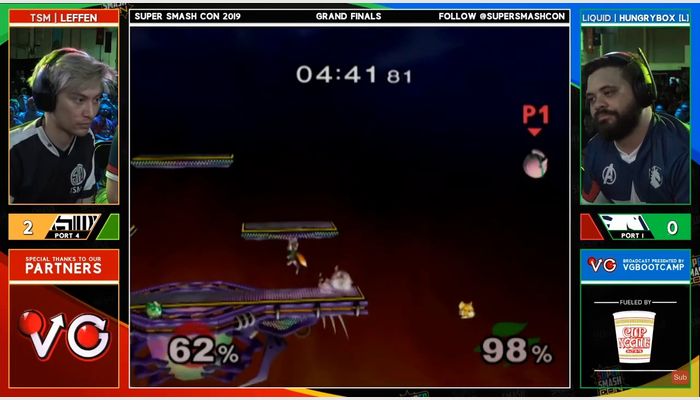 TSM | LEFFEN
SUPER SMASH CON 2019
GRAND FINALS
FOLLOW @SUPERSMASHCON
LIQUID | HUNGRYBOX [L]
04:41 81
P1
2
PORT 4
PORT 1
0
SPECIAL THANKS TO OUR
PARTNERS
VG
62%
98%
VG
BROADCAST PRESENTED BY
VGBOOTCAMP
FUELED BY
CUP
NOODLES
Sub